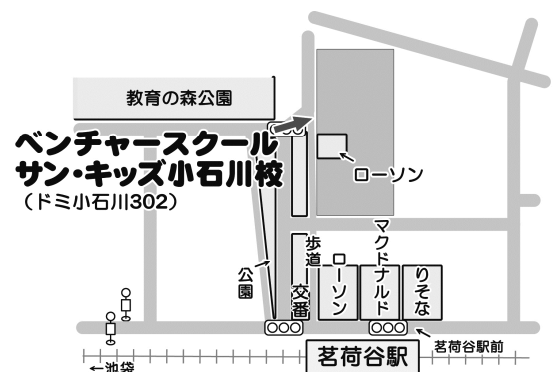 教育の森公園
ベンチャースクール
サン・キッズ小石川校
(ドミ小石川302)
ローソン
公園
歩道
交番
ローソン
マクドナルド
りそな
茗荷谷駅前
茗荷谷駅
←池袋